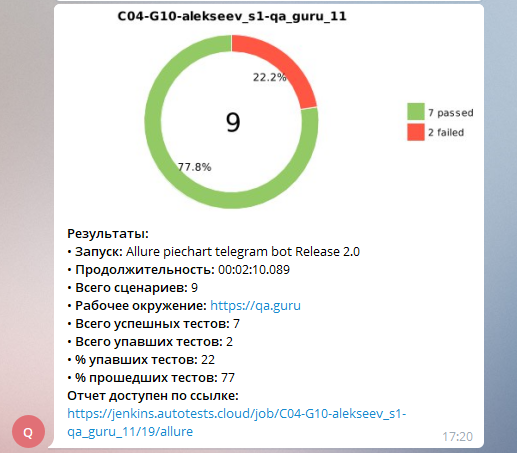 C04-G10-alekseev_s1-qa_guru_11
22.2%
7 passed
9
2 failed
77.8%
Результаты:
• Запуск: Allure piechart telegram bot Release 2.0
• Продолжительность: 00:02:10.089
• Всего сценариев: 9
• Рабочее окружение: https://qa.guru
• Всего успешных тестов: 7
• Всего упавших тестов: 2
• % упавших тестов: 22
• % прошедших тестов: 77
Отчет доступен по ссылке:
https://jenkins.autotests.cloud/job/C04-G10-alekseev_s1-
qa_guru_11/19/allure
Q
17:20